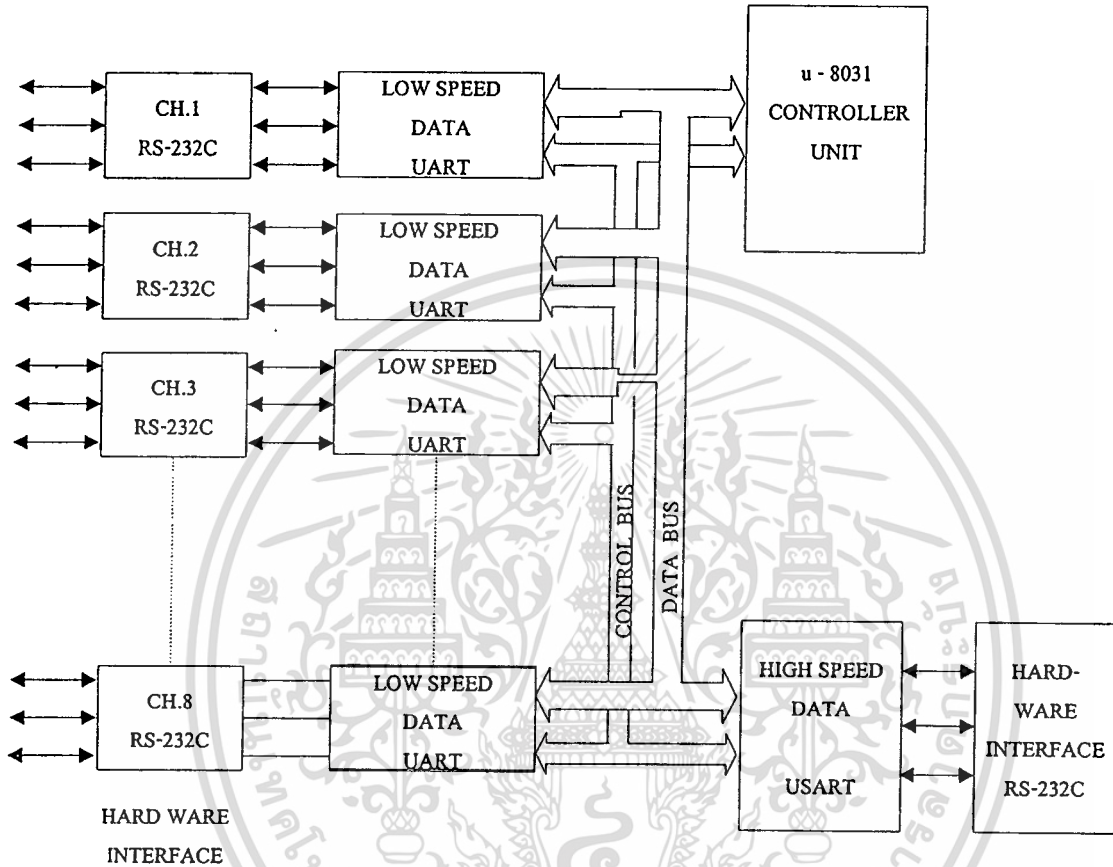 CH.1
RS-232C
LOW SPEED
DATA
UART
u - 8031
CONTROLLER
UNIT
CH.2
RS-232C
LOW SPEED
DATA
UART
CH.3
RS-232C
LOW SPEED
DATA
UART
CONTROL BUS
DATA BUS
CH.8
RS-232C
LOW SPEED
DATA
UART
HIGH SPEED
DATA
USART
HARD-
WARE
INTERFACE
RS-232C
HARD WARE
INTERFACE